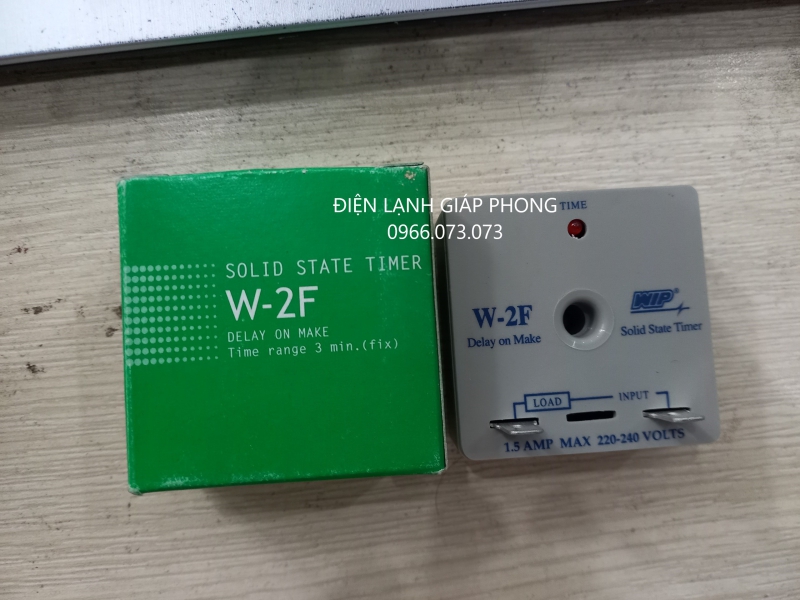 ĐIỆN LẠNH GIÁP PHONG
0966.073.073
SOLID STATE TIMER
W-2F
DELAY ON MAKE
Time range 3 min.(fix)
TIME
W-2F
Delay on Make
WIP®
Solid State Timer
LOAD
INPUT
1.5 AMP MAX 220-240 VOLTS